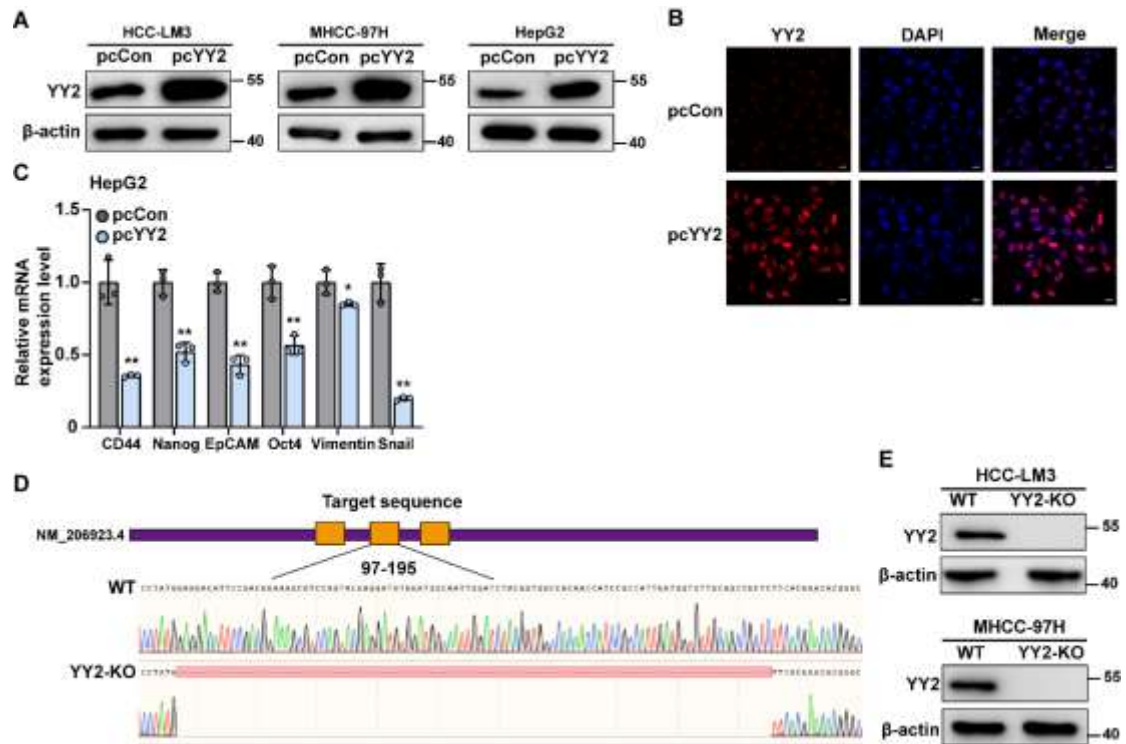 A
HCC-LM3
pcCon pcYY2
YY2
55
β-actin
40
MHCC-97H
pcCon pcYY2
55
40
HepG2
pcCon pcYY2
55
40
B
YY2 DAPI Merge
pcCon
pcYY2
C
HepG2
pcCon
pcYY2
Relative mRNA
expression level
1.5
1.0
0.5
0
** ** ** ** * **
CD44 Nanog EpCAM Oct4 Vimentin Snail
D
Target sequence
NM_206923.4
97-195
WT
YY2-KO
E
HCC-LM3
WT YY2-KO
YY2
55
β-actin
40
MHCC-97H
WT YY2-KO
YY2
55
β-actin
40